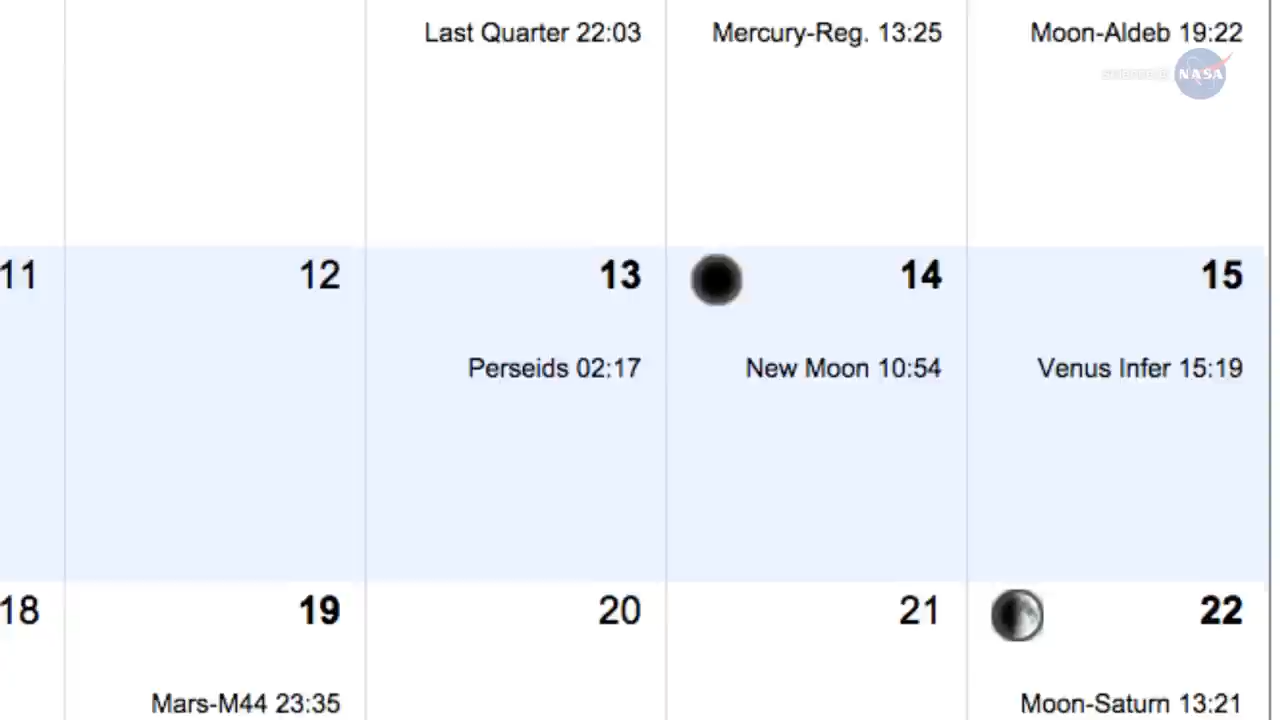 Last Quarter 22:03
Mercury-Reg. 13:25
Moon-Aldeb 19:22
NASA
11
12
13
14
15
Perseids 02:17
New Moon 10:54
Venus Infer 15:19
18
19
20
21
22
Mars-M44 23:35
Moon-Saturn 13:21